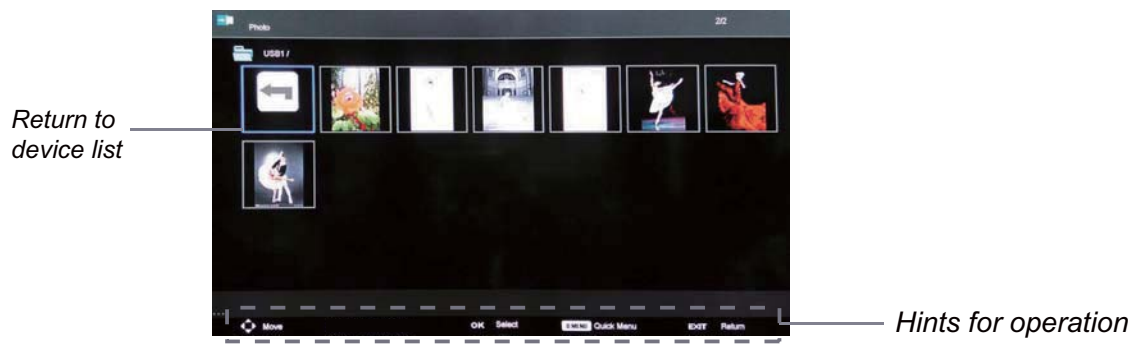 Photo
2/2
USB1 /
Return to
device list
Move
OK Select
Quick Menu
EXIT Return
Hints for operation